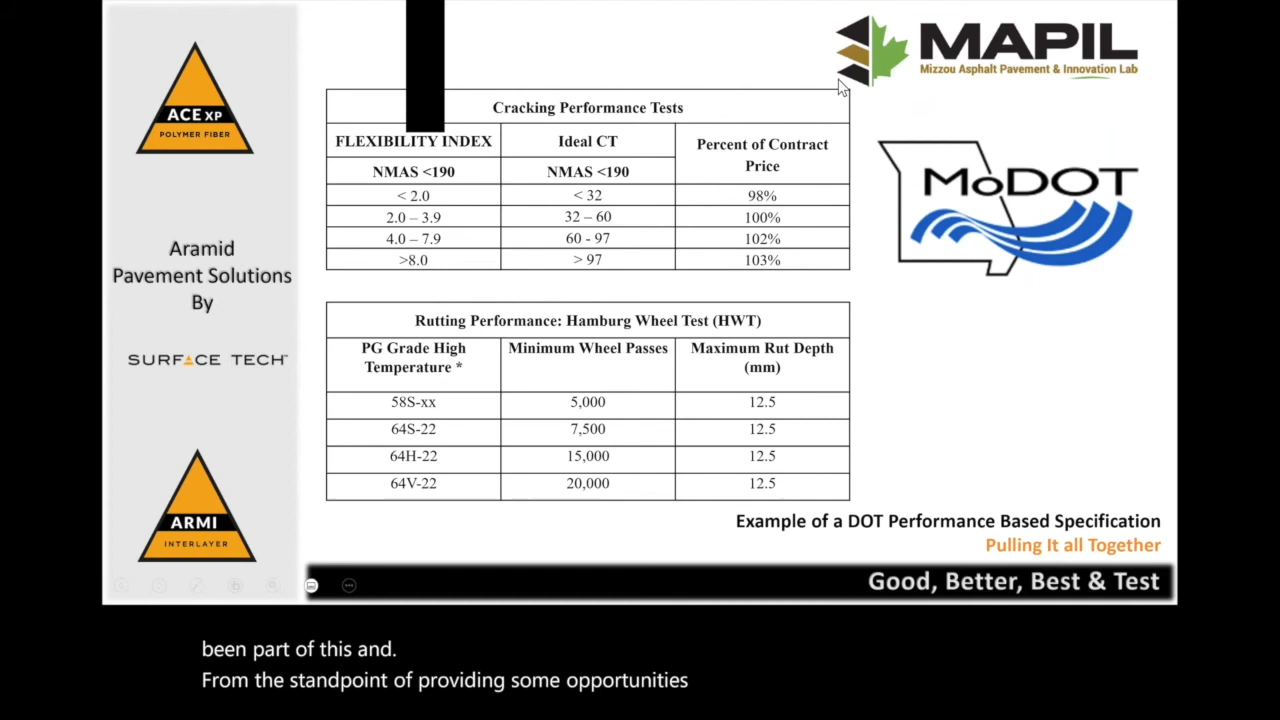 ACE XP
POLYMER FIBER
Aramid
Pavement Solutions
By
SURFACE TECH™
ARMI
INTERLAYER
MAPIL
Mizzou Asphalt Pavement & Innovation Lab
MoDOT
Cracking Performance Tests
FLEXIBILITY INDEX Ideal CT Percent of Contract Price
NMAS <190 NMAS <190
< 2.0 < 32 98%
2.0 – 3.9 32 – 60 100%
4.0 – 7.9 60 - 97 102%
>8.0 > 97 103%
Rutting Performance: Hamburg Wheel Test (HWT)
PG Grade High Temperature * Minimum Wheel Passes Maximum Rut Depth (mm)
58S-xx 5,000 12.5
64S-22 7,500 12.5
64H-22 15,000 12.5
64V-22 20,000 12.5
Example of a DOT Performance Based Specification
Pulling It all Together
Good, Better, Best & Test
been part of this and.
From the standpoint of providing some opportunities